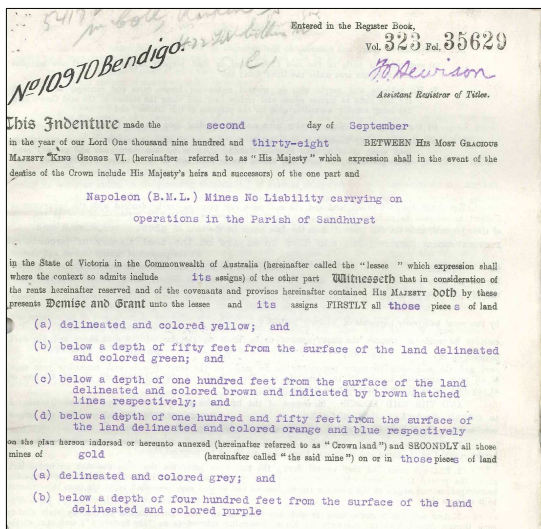 5417
Entered in the Register Book,
Vol. 323 Fol. 35629
No 10970 Bendigo.
Assistant Registrar of Titles.
This Indenture made the second day of September
in the year of our Lord One thousand nine hundred and thirty-eight BETWEEN HIS MOST GRACIOUS
MAJESTY KING GEORGE VI. (hereinafter referred to as "His Majesty" which expression shall in the event of the
demise of the Crown include His Majesty's heirs and successors) of the one part and
Napoleon (B.M.L) Mines No Liability carrying on
operations in the Parish of Sandhurst
in the State of Victoria in the Commonwealth of Australia (hereinafter called the "lessee" which expression shall
where the context so admits include its assigns) of the other part Witnesseth that in consideration of
the rents hereinafter reserved and of the covenants and provisos hereinafter contained HIS MAJESTY Doth by these
presents Demise and Grant unto the lessee and its assigns FIRSTLY all those pieces of land
(a) delineated and colored yellow; and
(b) below a depth of fifty feet from the surface of the land delineated
and colored green; and
(c) below a depth of one hundred feet from the surface of the land
delineated and colored brown and indicated by brown hatched
lines respectively; and
(d) below a depth of one hundred and fifty feet from the surface of
the land delineated and colored orange and blue respectively
on the plan hereon indorsed or hereunto annexed (hereinafter referred to as "Crown land") and SECONDLY all those
mines of gold (hereinafter called "the said mine") on or in those pieces of land
(a) delineated and colored grey; and
(b) below a depth of four hundred feet from the surface of the land
delineated and colored purple